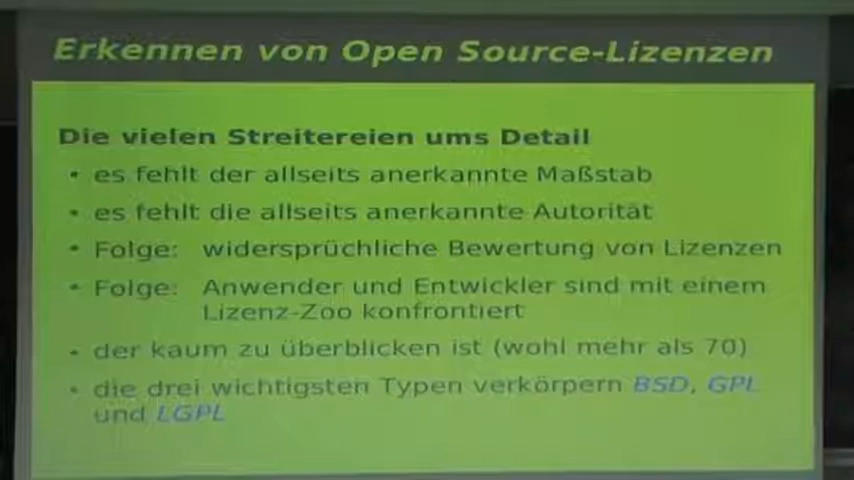 Erkennen von Open Source-Lizenzen
Die vielen Streitereien ums Detail
• es fehlt der allseits anerkannte Maßstab
• es fehlt die allseits anerkannte Autorität
• Folge: widersprüchliche Bewertung von Lizenzen
• Folge: Anwender und Entwickler sind mit einem
Lizenz-Zoo konfrontiert
• der kaum zu überblicken ist (wohl mehr als 70)
• die drei wichtigsten Typen verkörpern BSD, GPL
und LGPL